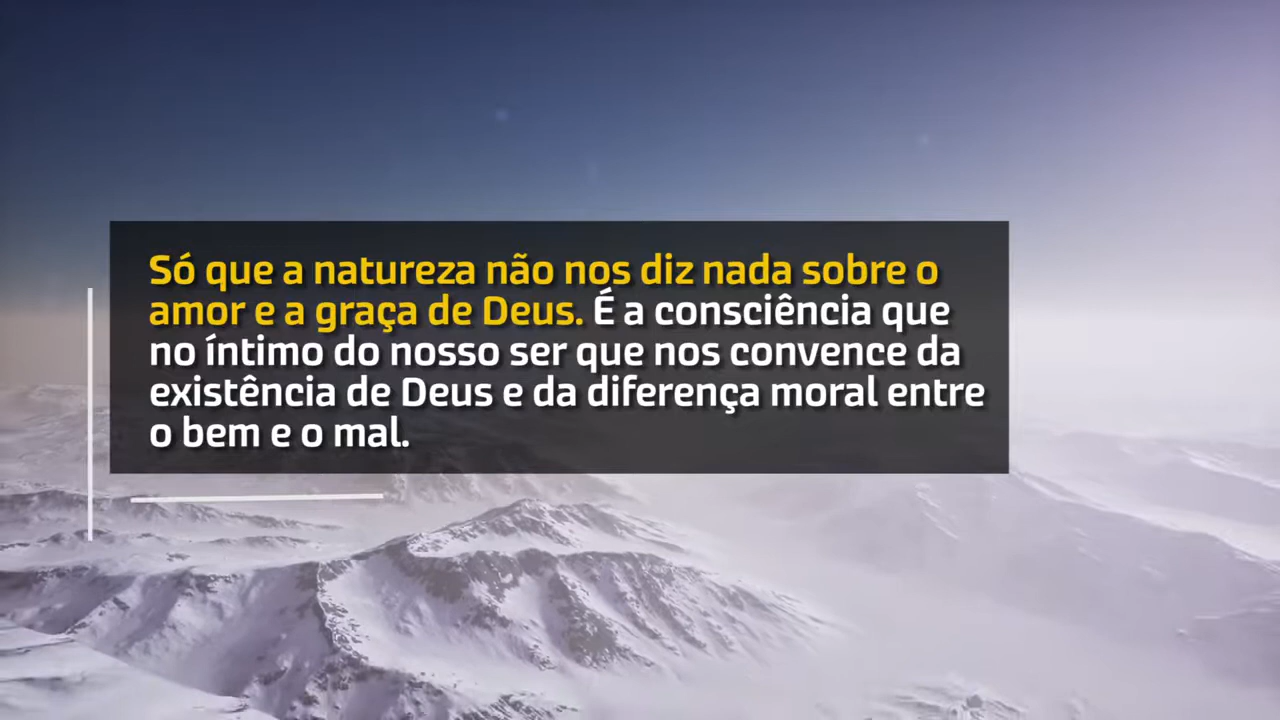 Só que a natureza não nos diz nada sobre o
amor e a graça de Deus. É a consciência que
no íntimo do nosso ser que nos convence da
existência de Deus e da diferença moral entre
o bem e o mal.